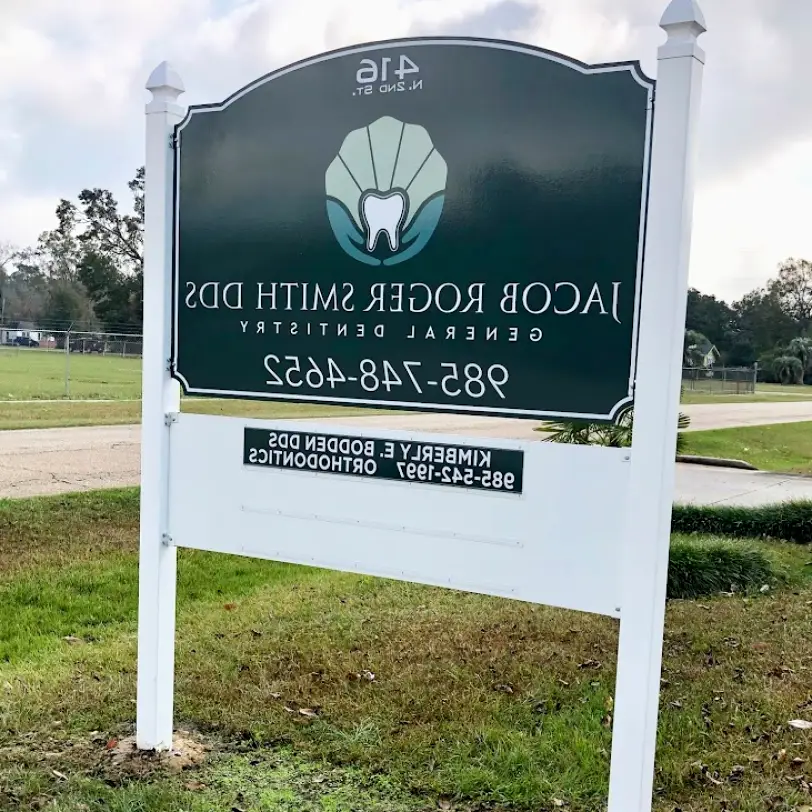 416
N. 2ND ST.
JACOB ROGER SMITH DDS
GENERAL DENTISTRY
985-748-4652
KIMBERLY E. BODDEN DDS
985-542-1997 ORTHODONTICS